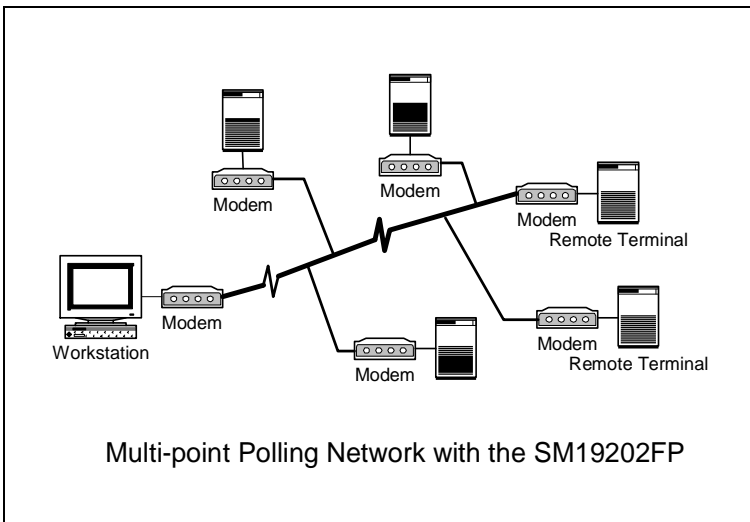 Modem
Modem
Modem
Remote Terminal
Modem
Workstation
Modem
Modem
Remote Terminal
Multi-point Polling Network with the SM19202FP